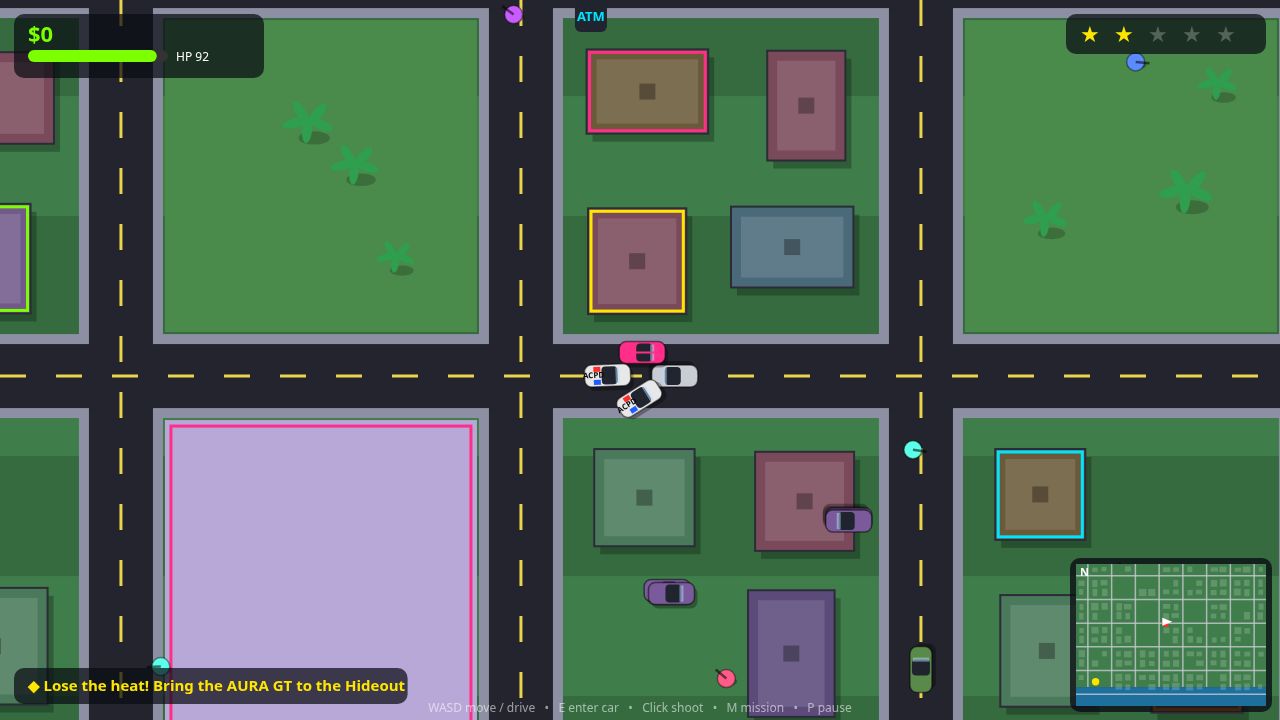 $0
HP 92
ATM
★ ★ ★ ★ ★
ACPD
ACPD
N
◆ Lose the heat! Bring the AURA GT to the Hideout
WASD move / drive • E enter car • Click shoot • M mission • P pause